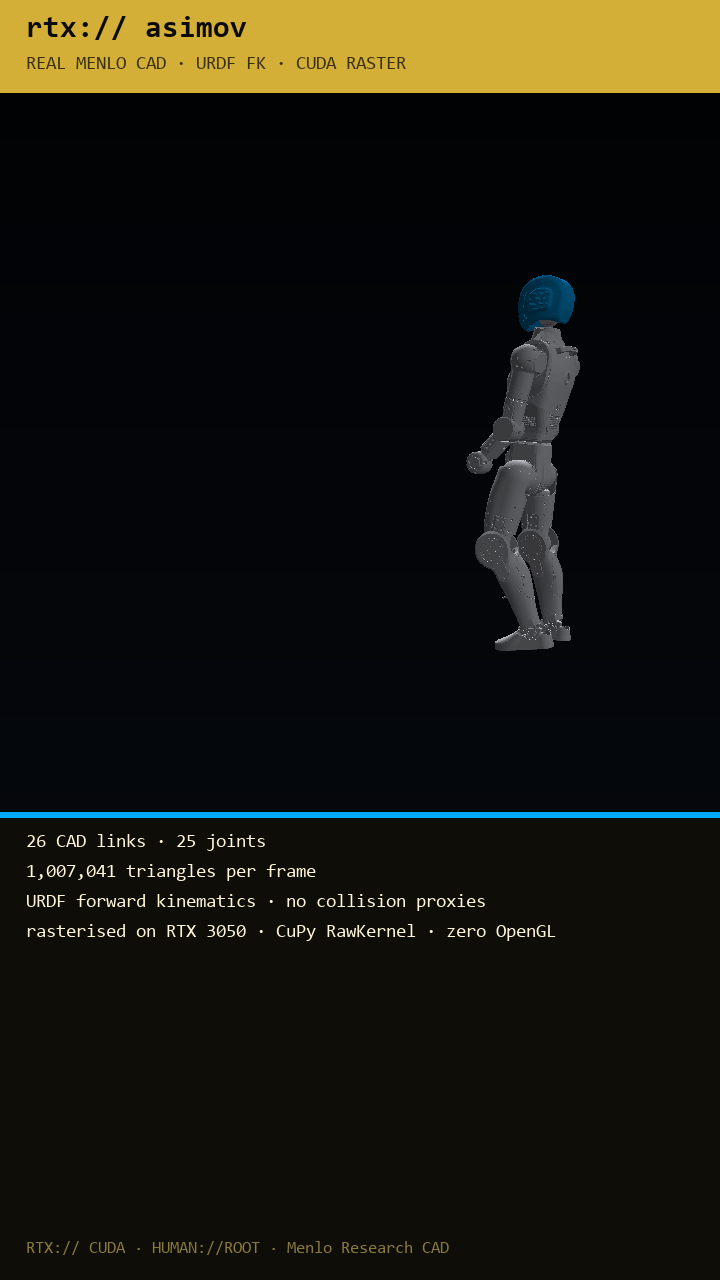 rtx:// asimov
REAL MENLO CAD · URDF FK · CUDA RASTER
26 CAD links · 25 joints
1,007,041 triangles per frame
URDF forward kinematics · no collision proxies
rasterised on RTX 3050 · CuPy RawKernel · zero OpenGL
RTX:// CUDA · HUMAN://ROOT · Menlo Research CAD